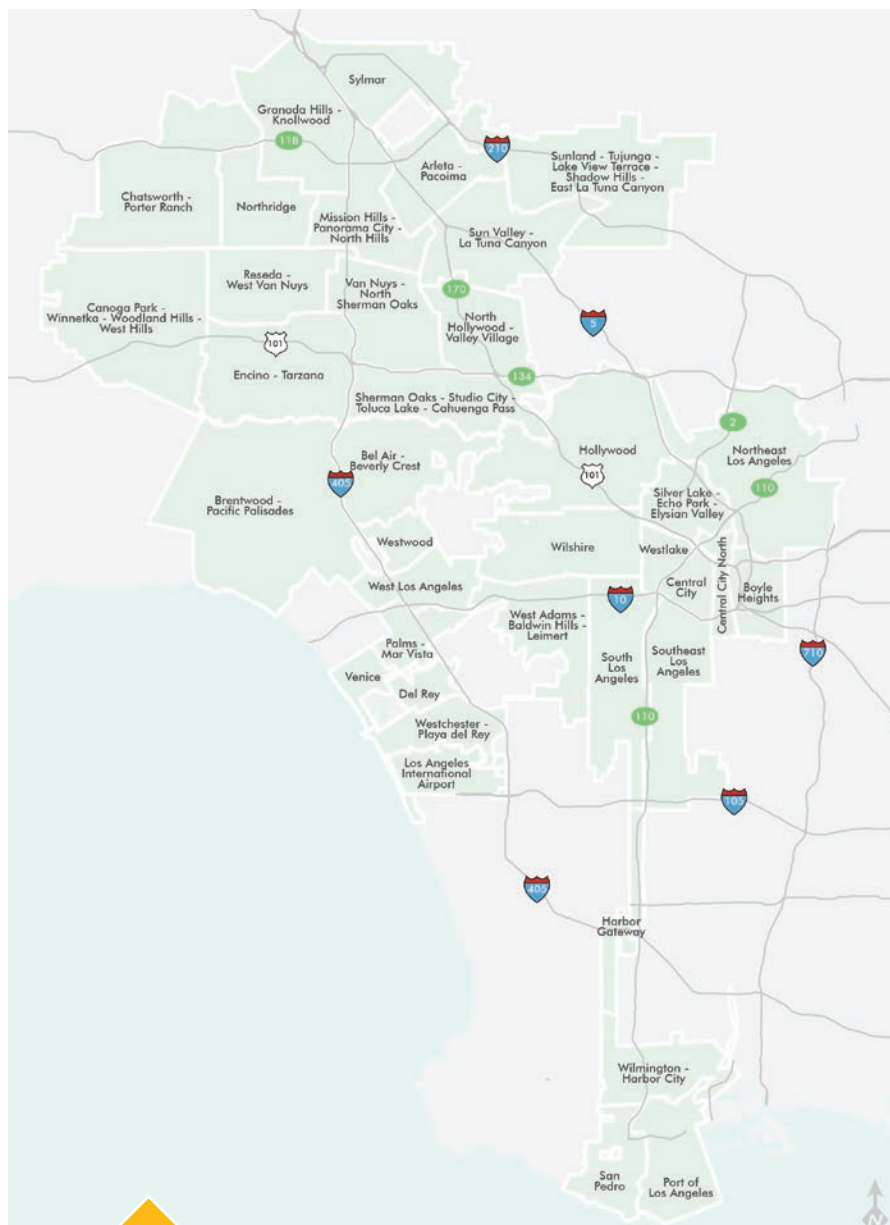 Sylmar
Granada Hills -
Knollwood
118
210
Arleta -
Pacoima
Sunland - Tujunga -
Lake View Terrace -
Shadow Hills -
East La Tuna Canyon
Chatsworth -
Porter Ranch
Northridge
Mission Hills -
Panorama City -
North Hills
Sun Valley -
La Tuna Canyon
Reseda -
West Van Nuys
Van Nuys -
North
Sherman Oaks
170
Canoga Park -
Winnetka - Woodland Hills -
West Hills
North
Hollywood -
Valley Village
5
101
Encino - Tarzana
134
Sherman Oaks - Studio City -
Toluca Lake - Cahuenga Pass
2
Hollywood
Northeast
Los Angeles
Bel Air -
Beverly Crest
405
101
110
Silver Lake -
Echo Park -
Elysian Valley
Brentwood -
Pacific Palisades
Westwood
Wilshire
Westlake
Central City North
West Los Angeles
Central
City
Boyle
Heights
10
West Adams -
Baldwin Hills -
Leimert
Palms -
Mar Vista
South
Los Angeles
Southeast
Los
Angeles
710
Venice
Del Rey
Westchester -
Playa del Rey
110
Los Angeles
International
Airport
105
405
Harbor
Gateway
Wilmington -
Harbor City
San
Pedro
Port of
Los Angeles
N